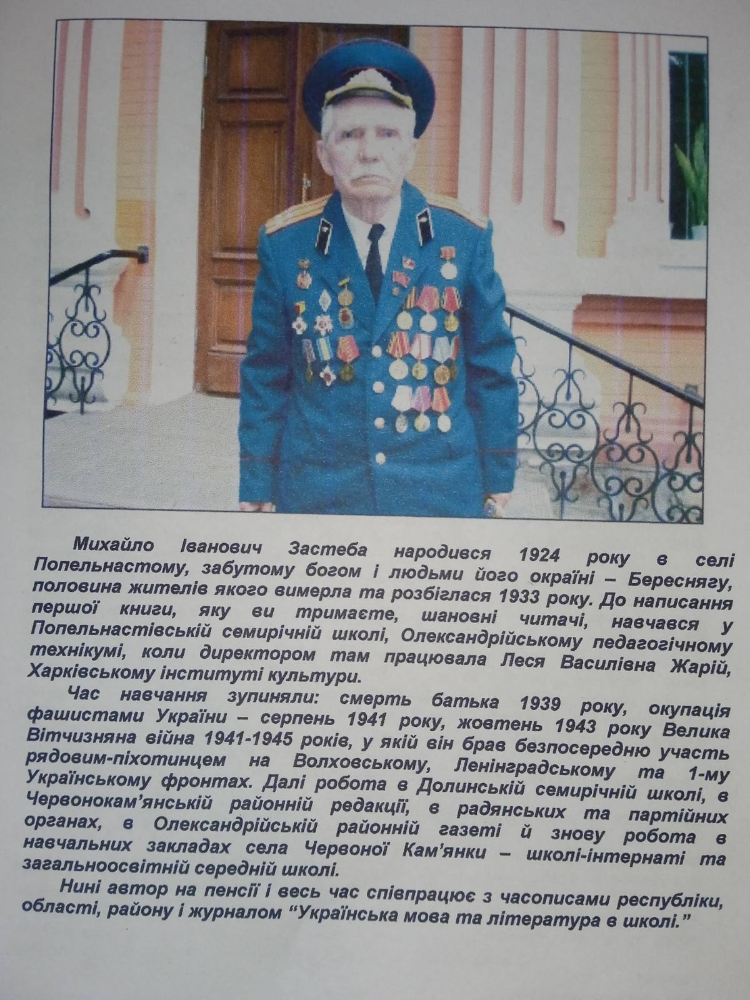 Михайло Іванович Застеба народився 1924 року в селі
Попельнастому, забутому богом і людьми його окраїні – Береснягу,
половина жителів якого вимерла та розбіглася 1933 року. До написання
першої книги, яку ви тримаєте, шановні читачі, навчався у
Попельнастівській семирічній школі, Олександрійському педагогічному
технікумі, коли директором там працювала Леся Василівна Жарій,
Харківському інституті культури.
Час навчання зупиняли: смерть батька 1939 року, окупація
фашистами України – серпень 1941 року, жовтень 1943 року Велика
Вітчизняна війна 1941-1945 років, у якій він брав безпосередню участь
рядовим-піхотинцем на Волховському, Ленінградському та 1-му
Українському фронтах. Далі робота в Долинській семирічній школі, в
Червонокам’янській районній редакції, в радянських та партійних
органах, в Олександрійській районній газеті й знову робота в
навчальних закладах села Червоної Кам’янки – школі-інтернаті та
загальноосвітній середній школі.
Нині автор на пенсії і весь час співпрацює з часописами республіки,
області, району і журналом “Українська мова та література в школі.”